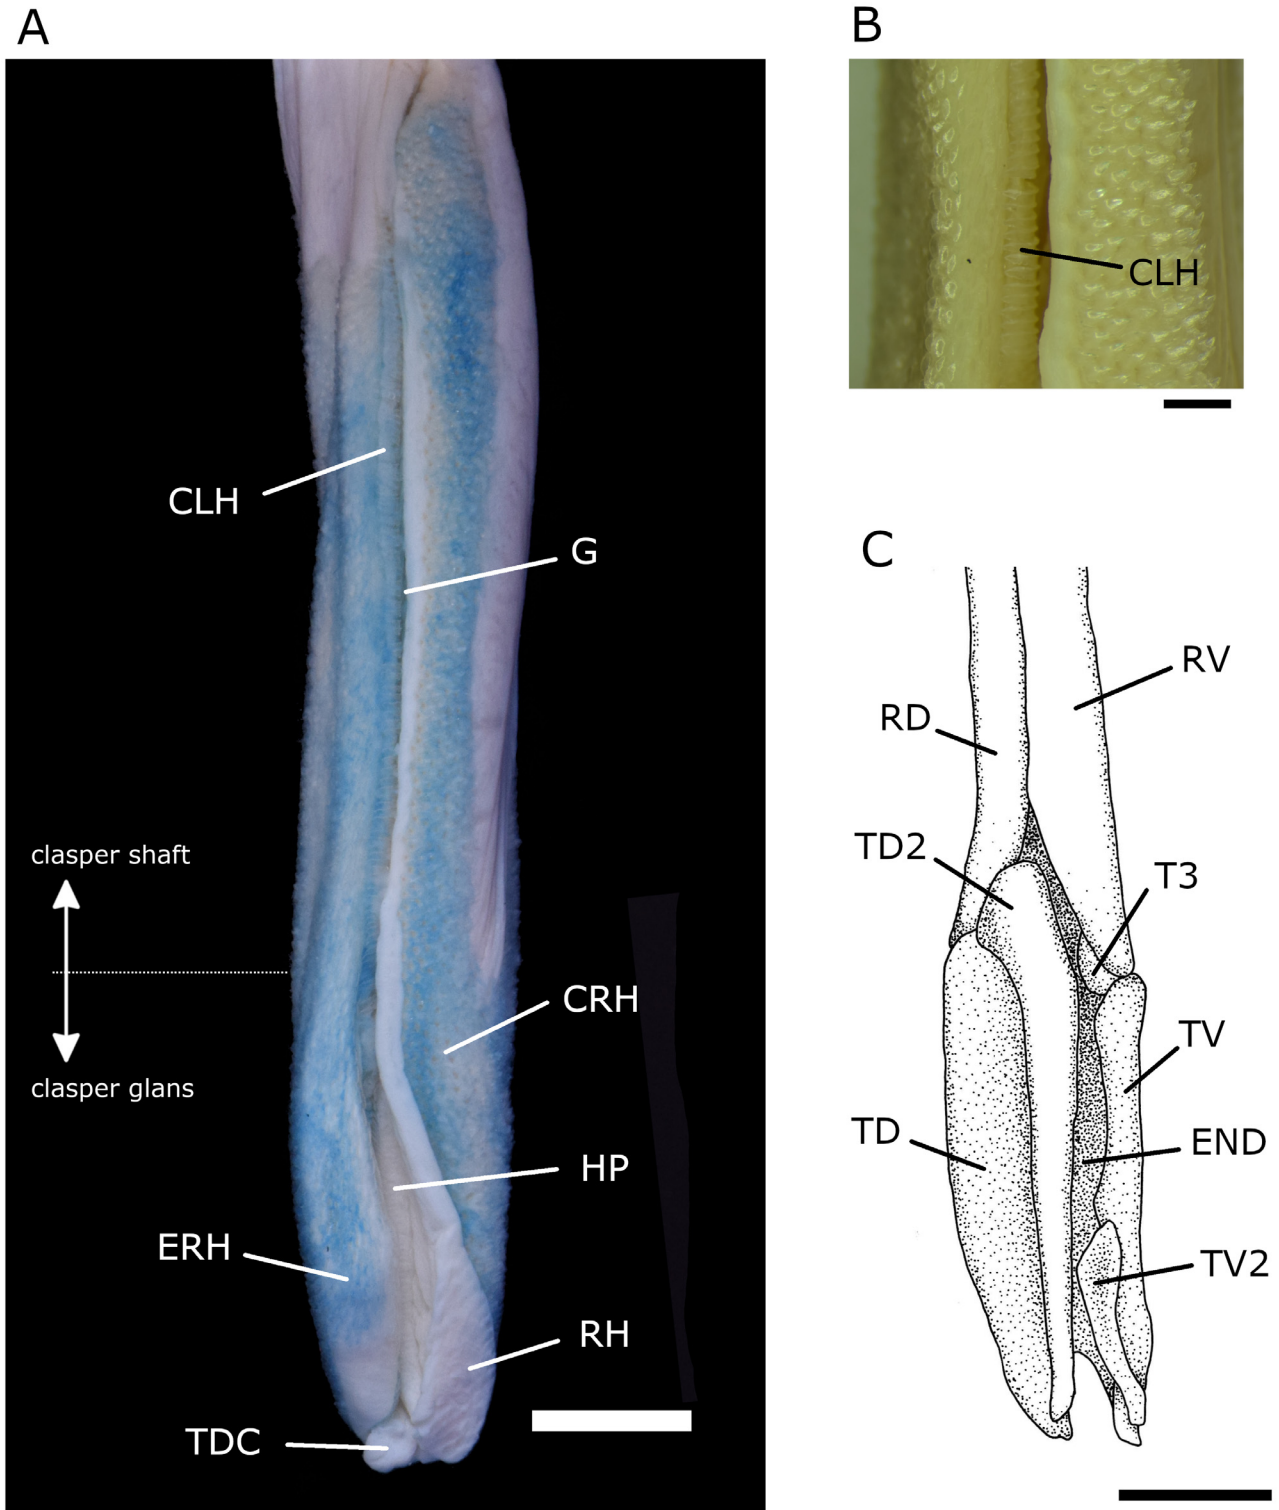 A
CLH
G
clasper shaft
clasper glans
CRH
HP
ERH
RH
TDC
B
CLH
C
RV
RD
TD2
T3
TV
TD
END
TV2